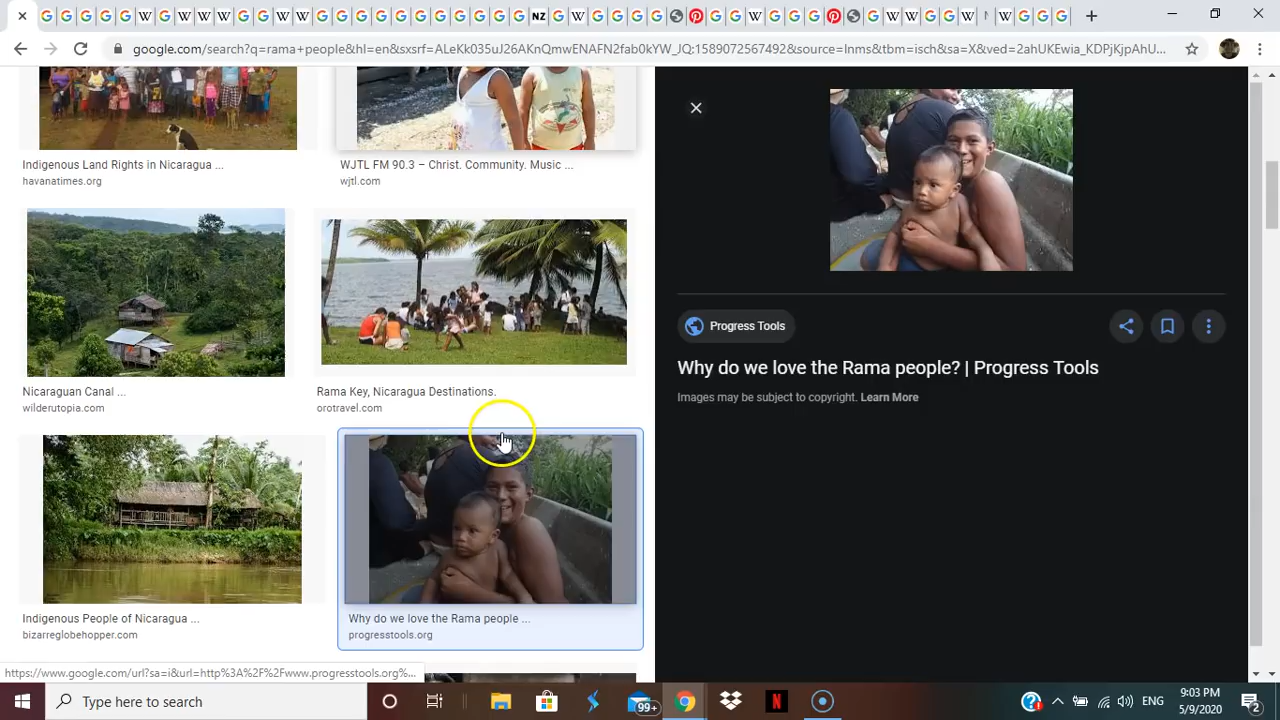 google.com/search?q=rama+people&hl=en&sxsrf=ALeKk035uJ26AKnQmwENAFN2fab0kYW_JQ:1589072567492&source=lnms&tbm=isch&sa=X&ved=2ahUKEwia_KDPjKjpAhU...
Indigenous Land Rights in Nicaragua ...
havanatimes.org
WJTL FM 90.3 – Christ. Community. Music ...
wjtl.com
Nicaraguan Canal ...
wilderutopia.com
Rama Key, Nicaragua Destinations.
orotravel.com
Indigenous People of Nicaragua ...
bizarreglobehopper.com
Why do we love the Rama people ...
progresstools.org
Progress Tools
Why do we love the Rama people? | Progress Tools
Images may be subject to copyright. Learn More
https://www.google.com/url?sa=i&url=http%3A%2F%2Fwww.progresstools.org%...
Type here to search
99+
N
ENG
9:03 PM
5/9/2020
2